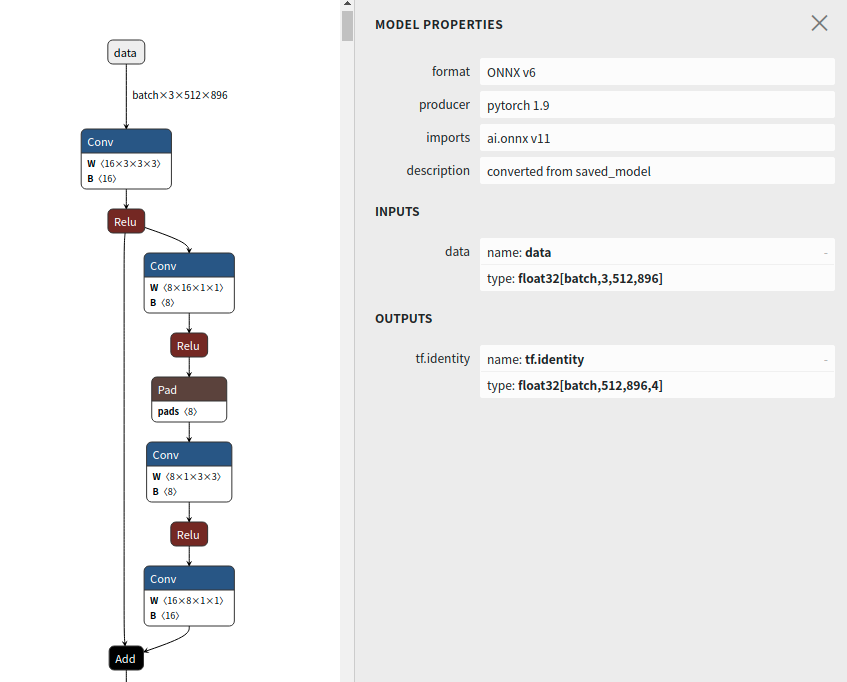 data
batch×3×512×896
Conv
W ⟨16×3×3×3⟩
B ⟨16⟩
Relu
Conv
W ⟨8×16×1×1⟩
B ⟨8⟩
Relu
Pad
pads ⟨8⟩
Conv
W ⟨8×1×3×3⟩
B ⟨8⟩
Relu
Conv
W ⟨16×8×1×1⟩
B ⟨16⟩
Add
MODEL PROPERTIES
format ONNX v6
producer pytorch 1.9
imports ai.onnx v11
description converted from saved_model
INPUTS
data name: data -
type: float32[batch,3,512,896]
OUTPUTS
tf.identity name: tf.identity -
type: float32[batch,512,896,4]